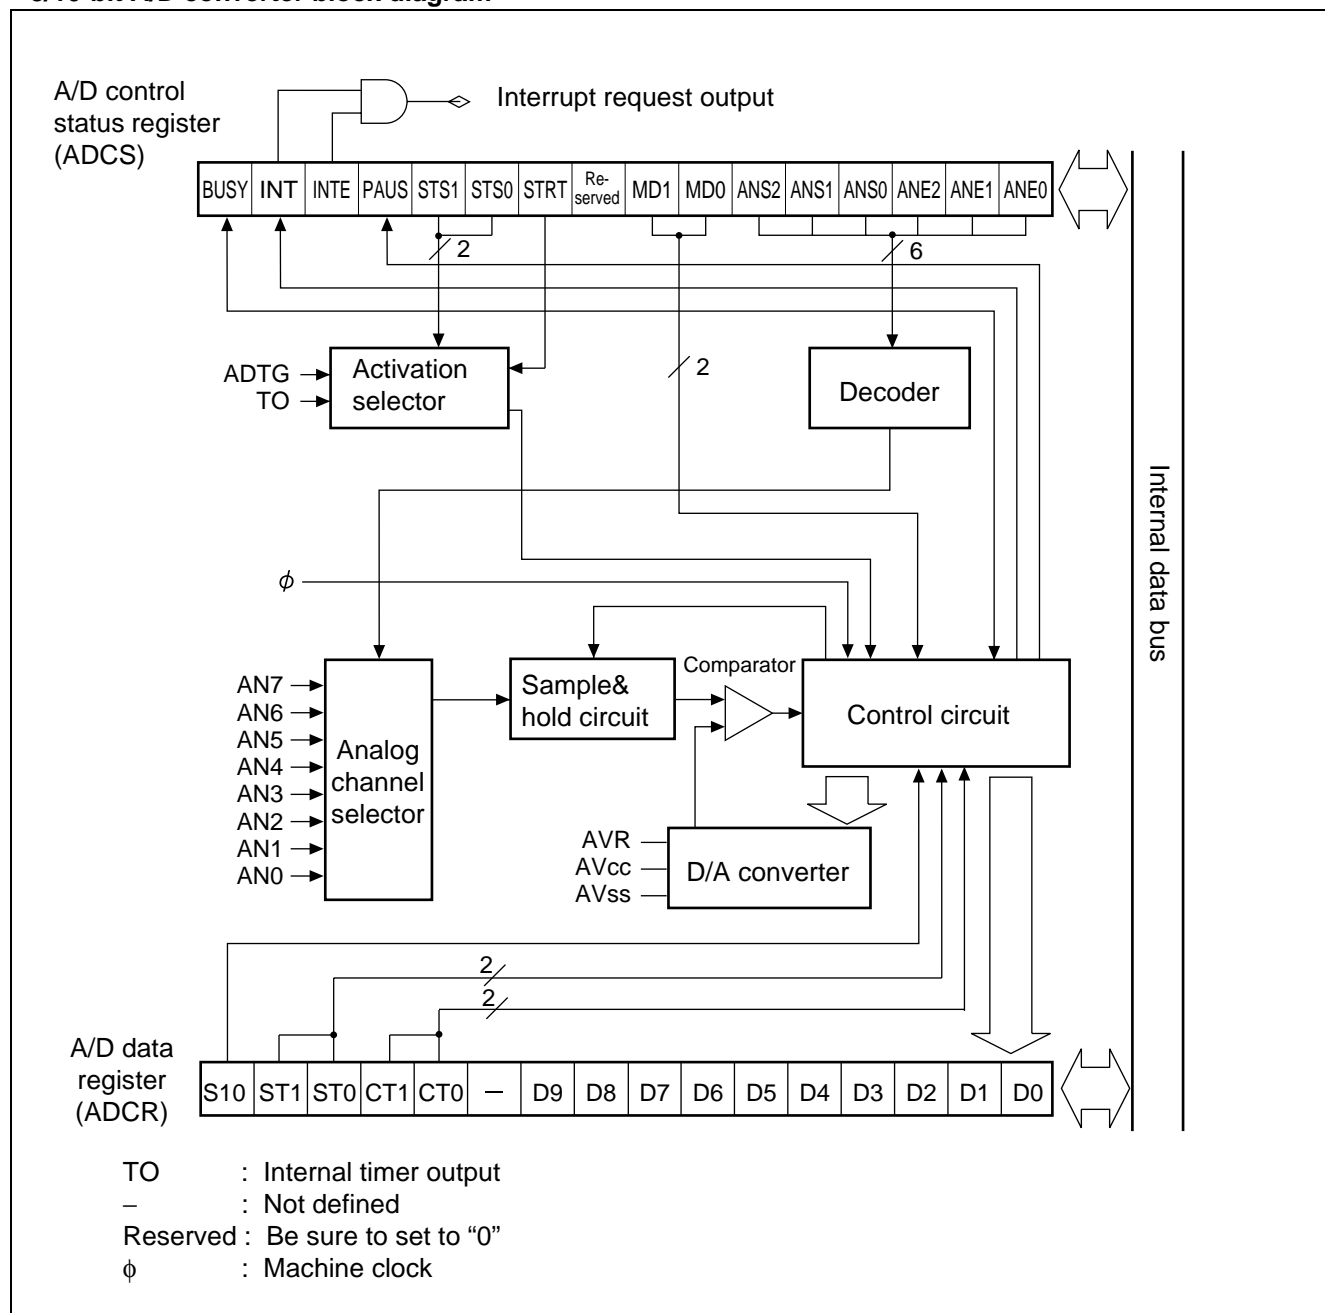 A/D control
status register
(ADCS)
Interrupt request output
BUSY INT INTE PAUS STS1 STS0 STRT Re-served MD1 MD0 ANS2 ANS1 ANS0 ANE2 ANE1 ANE0
2
6
ADTG
TO
Activation
selector
2
Decoder
Internal data bus
ϕ
AN7
AN6
AN5
AN4
AN3
AN2
AN1
AN0
Analog
channel
selector
Sample&
hold circuit
Comparator
Control circuit
AVR
AVcc
AVss
D/A converter
2
2
A/D data
register
(ADCR)
S10 ST1 ST0 CT1 CT0 — D9 D8 D7 D6 D5 D4 D3 D2 D1 D0
TO : Internal timer output
– : Not defined
Reserved : Be sure to set to “0”
ϕ : Machine clock